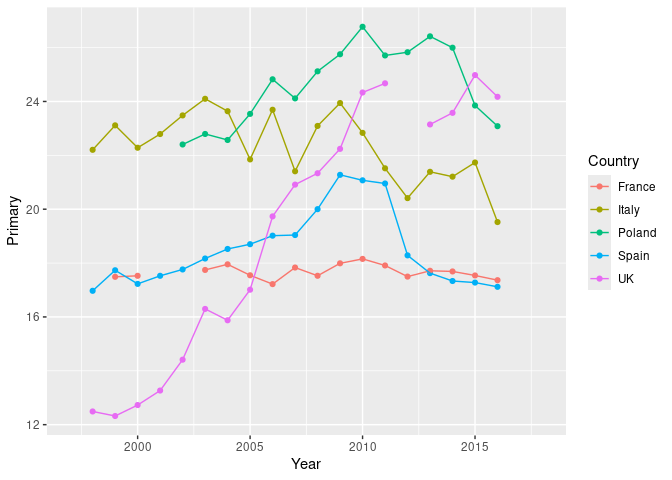 Primary
24
20
16
12
2000
2005
2010
2015
Year
Country
France
Italy
Poland
Spain
UK